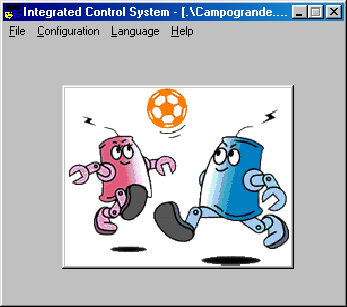 Integrated Control System - [.\Campogrande....
File Configuration Language Help